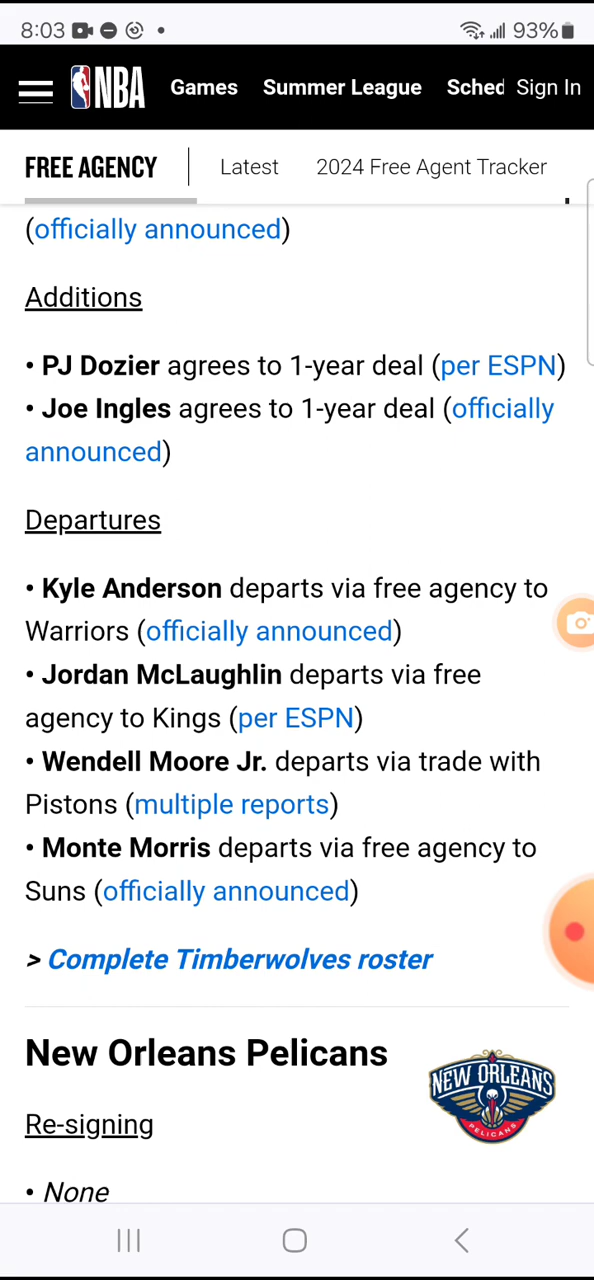 8:03 93%
NBA Games Summer League Sched Sign In
FREE AGENCY Latest 2024 Free Agent Tracker
(officially announced)
Additions
• PJ Dozier agrees to 1-year deal (per ESPN)
• Joe Ingles agrees to 1-year deal (officially
announced)
Departures
• Kyle Anderson departs via free agency to
Warriors (officially announced)
• Jordan McLaughlin departs via free
agency to Kings (per ESPN)
• Wendell Moore Jr. departs via trade with
Pistons (multiple reports)
• Monte Morris departs via free agency to
Suns (officially announced)
> Complete Timberwolves roster
New Orleans Pelicans
NEW ORLEANS
PELICANS
Re-signing
• None